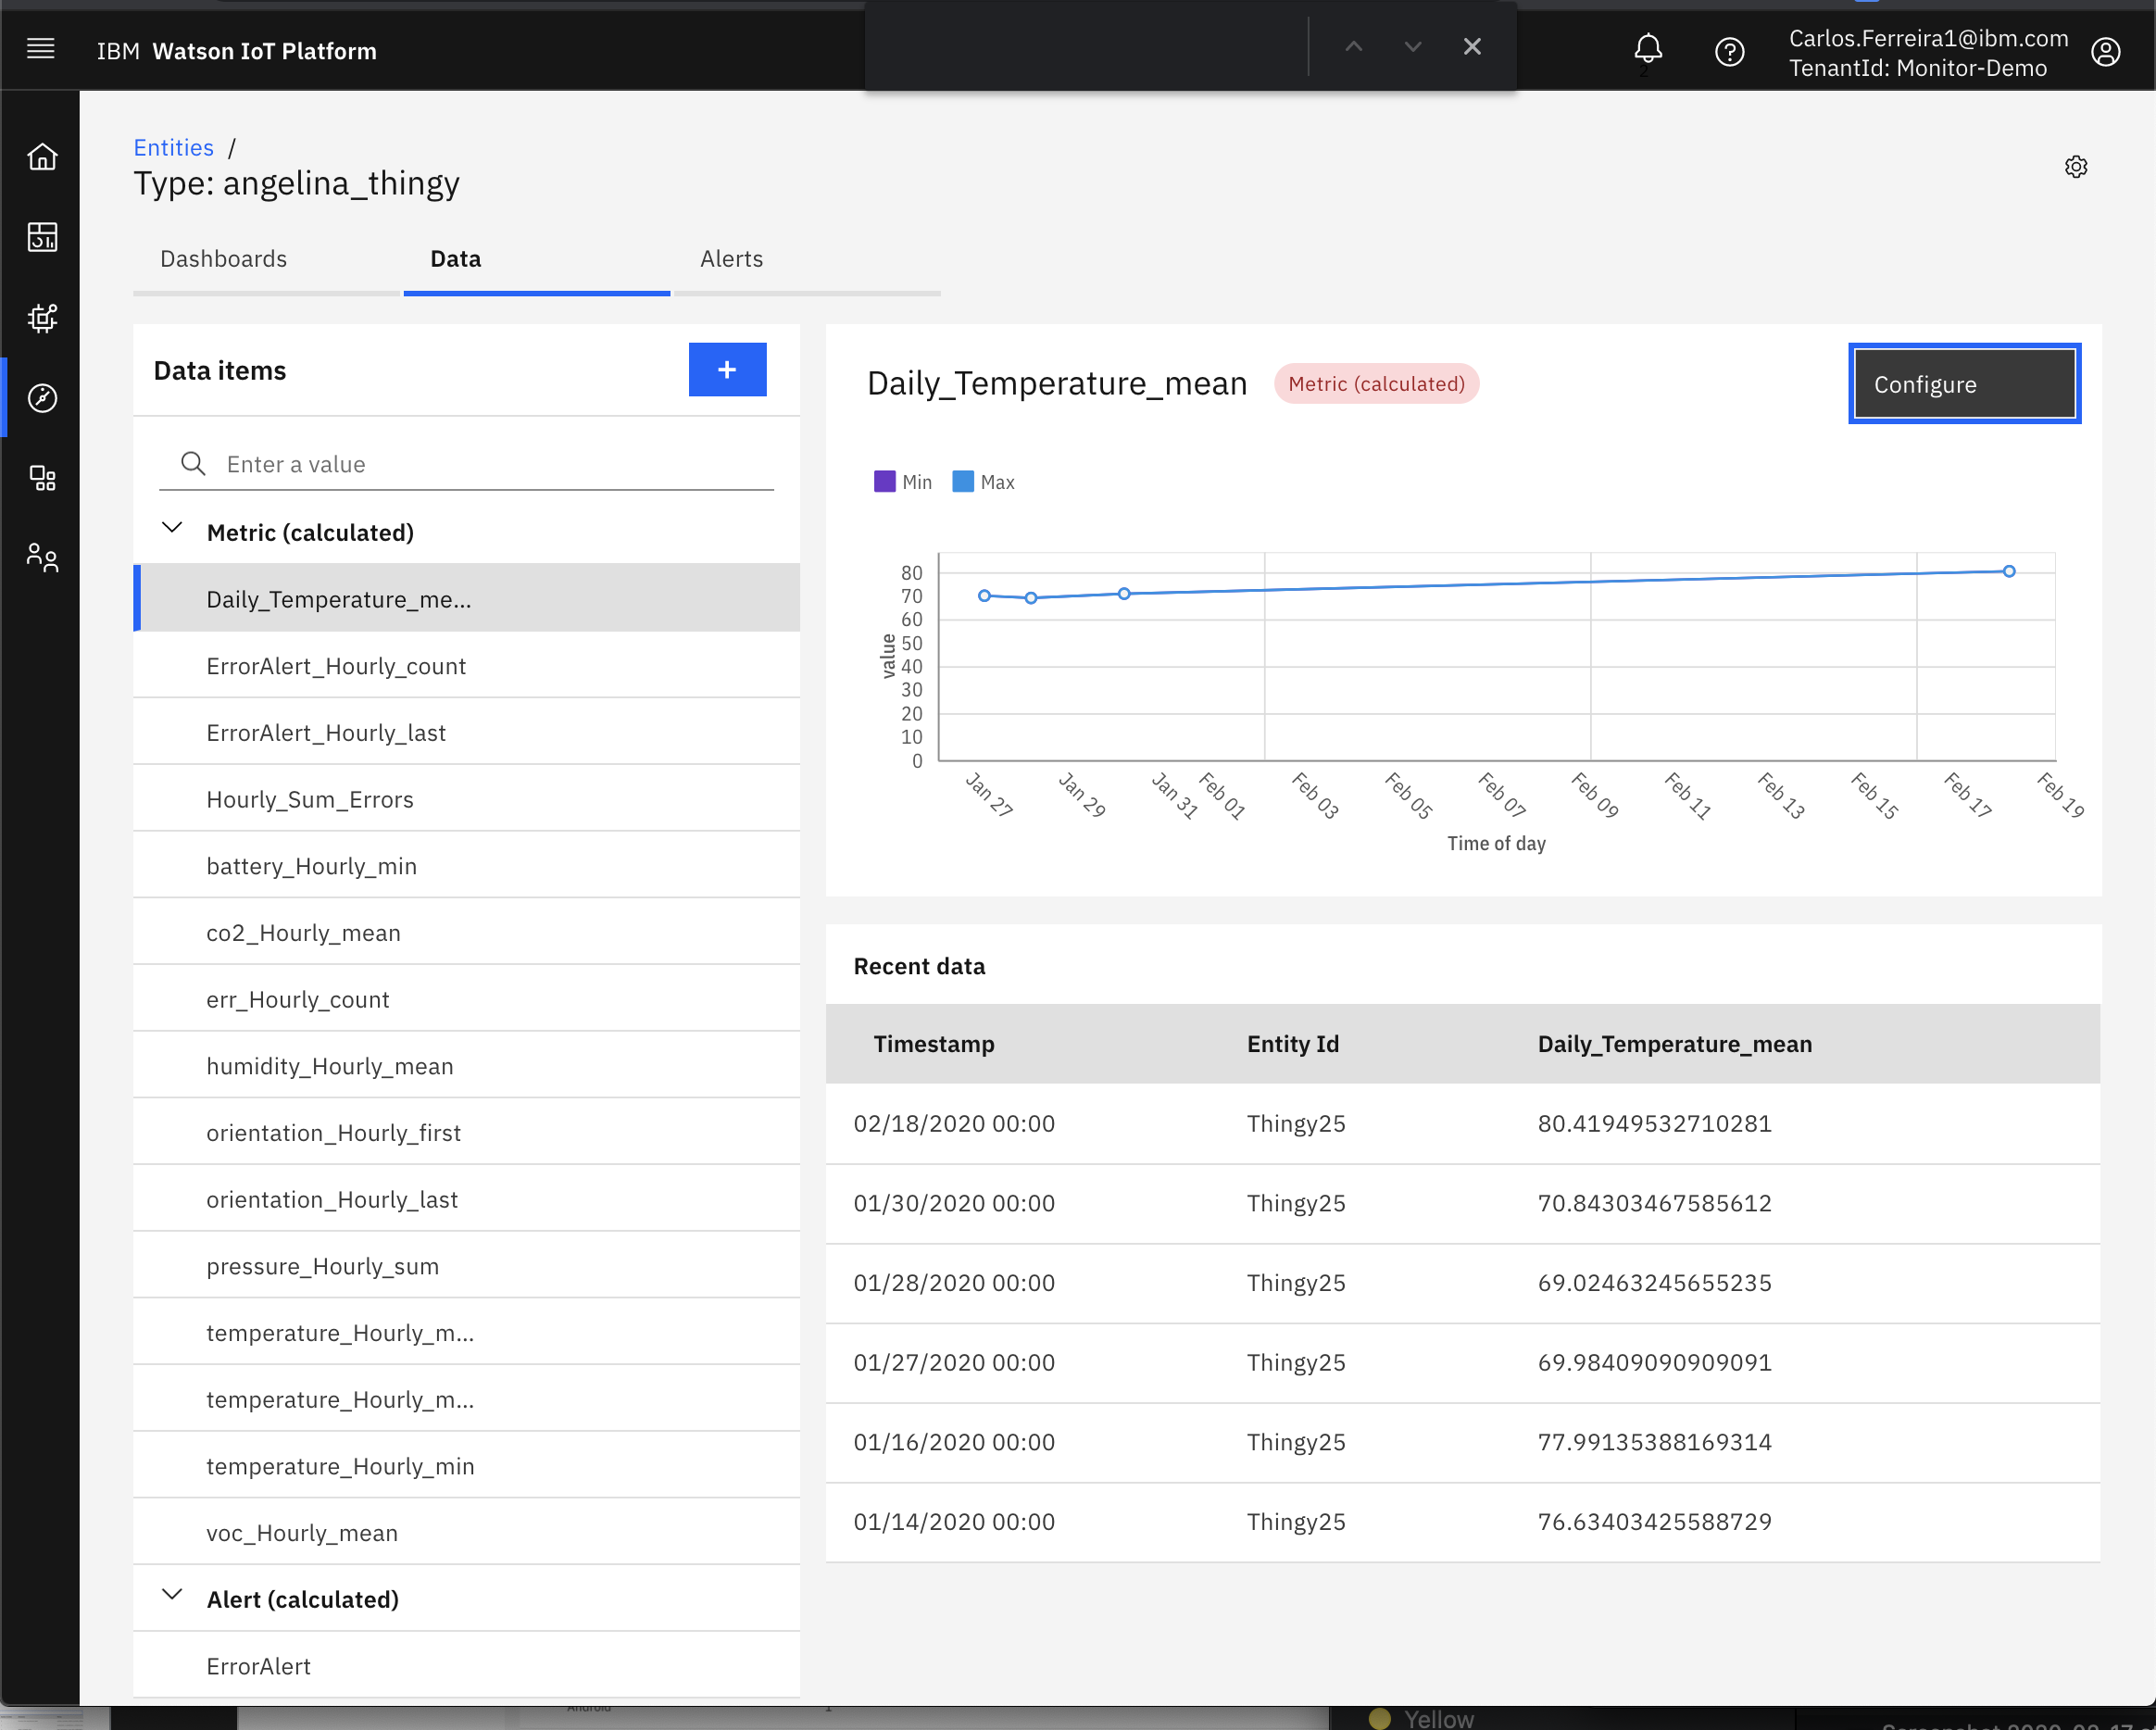 IBM Watson IoT Platform
2
Carlos.Ferreira1@ibm.com
TenantId: Monitor-Demo
Entities /
Type: angelina_thingy
Dashboards
Data
Alerts
Data items
+
Enter a value
Metric (calculated)
Daily_Temperature_me...
ErrorAlert_Hourly_count
ErrorAlert_Hourly_last
Hourly_Sum_Errors
battery_Hourly_min
co2_Hourly_mean
err_Hourly_count
humidity_Hourly_mean
orientation_Hourly_first
orientation_Hourly_last
pressure_Hourly_sum
temperature_Hourly_m...
temperature_Hourly_m...
temperature_Hourly_min
voc_Hourly_mean
Alert (calculated)
ErrorAlert
Daily_Temperature_mean
Metric (calculated)
Configure
Min
Max
80
70
60
50
40
30
20
10
0
value
Jan 27
Jan 29
Jan 31
Feb 01
Feb 03
Feb 05
Feb 07
Feb 09
Feb 11
Feb 13
Feb 15
Feb 17
Feb 19
Time of day
Recent data
Timestamp Entity Id Daily_Temperature_mean
02/18/2020 00:00 Thingy25 80.41949532710281
01/30/2020 00:00 Thingy25 70.84303467585612
01/28/2020 00:00 Thingy25 69.02463245655235
01/27/2020 00:00 Thingy25 69.98409090909091
01/16/2020 00:00 Thingy25 77.99135388169314
01/14/2020 00:00 Thingy25 76.63403425588729
Android
Yellow